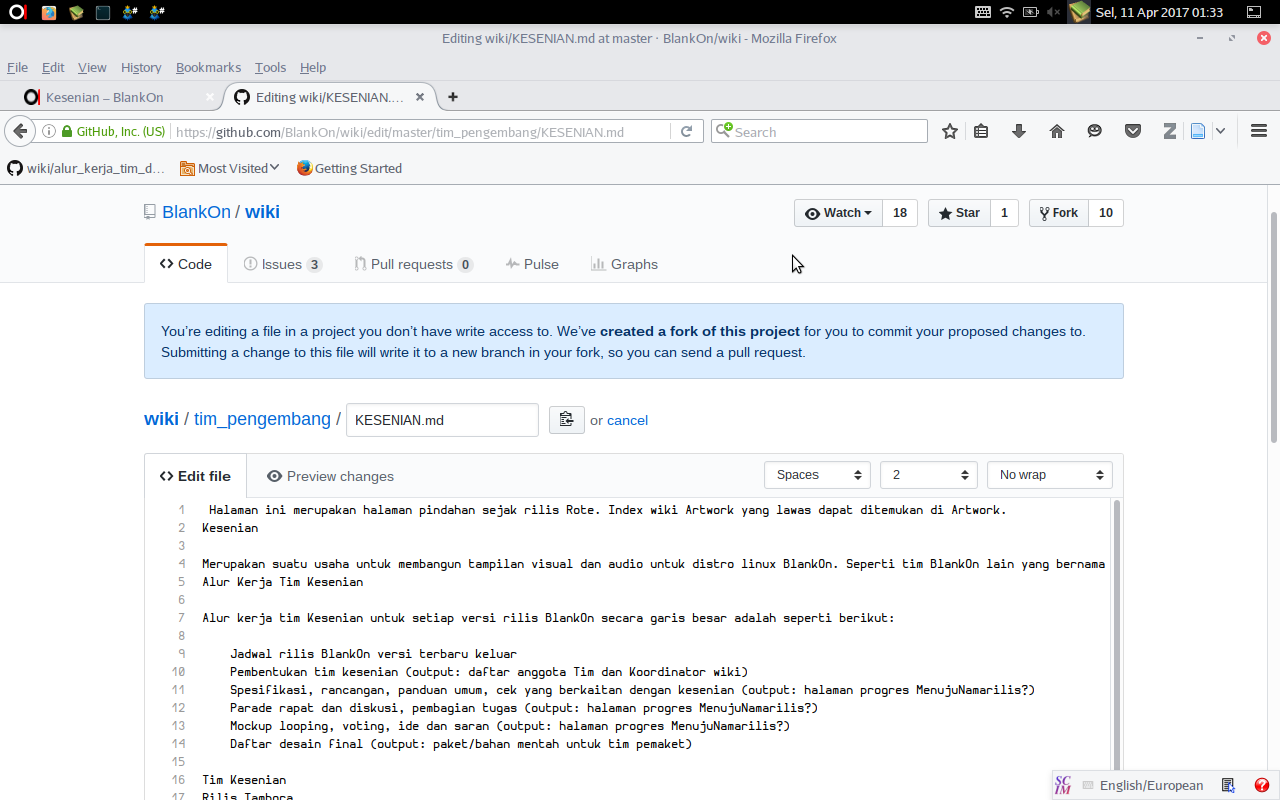 Sel, 11 Apr 2017 01:33
Editing wiki/KESENIAN.md at master · BlankOn/wiki - Mozilla Firefox
File Edit View History Bookmarks Tools Help
Kesenian – BlankOn
Editing wiki/KESENIAN....
GitHub, Inc. (US) https://github.com/BlankOn/wiki/edit/master/tim_pengembang/KESENIAN.md Search
wiki/alur_kerja_tim_d... Most Visited Getting Started
BlankOn / wiki
Watch 18 Star 1 Fork 10
Code Issues 3 Pull requests 0 Pulse Graphs
You’re editing a file in a project you don’t have write access to. We’ve created a fork of this project for you to commit your proposed changes to.
Submitting a change to this file will write it to a new branch in your fork, so you can send a pull request.
wiki / tim_pengembang / KESENIAN.md or cancel
Edit file Preview changes Spaces 2 No wrap
1 Halaman ini merupakan halaman pindahan sejak rilis Rote. Index wiki Artwork yang lawas dapat ditemukan di Artwork.
2 Kesenian
3
4 Merupakan suatu usaha untuk membangun tampilan visual dan audio untuk distro linux BlankOn. Seperti tim BlankOn lain yang bernama
5 Alur Kerja Tim Kesenian
6
7 Alur kerja tim Kesenian untuk setiap versi rilis BlankOn secara garis besar adalah seperti berikut:
8
9 Jadwal rilis BlankOn versi terbaru keluar
10 Pembentukan tim kesenian (output: daftar anggota Tim dan Koordinator wiki)
11 Spesifikasi, rancangan, panduan umum, cek yang berkaitan dengan kesenian (output: halaman progres MenujuNamarilis?)
12 Parade rapat dan diskusi, pembagian tugas (output: halaman progres MenujuNamarilis?)
13 Mockup looping, voting, ide dan saran (output: halaman progres MenujuNamarilis?)
14 Daftar desain final (output: paket/bahan mentah untuk tim pemaket)
15
16 Tim Kesenian
17 Rilis Tambora
SCIM English/European